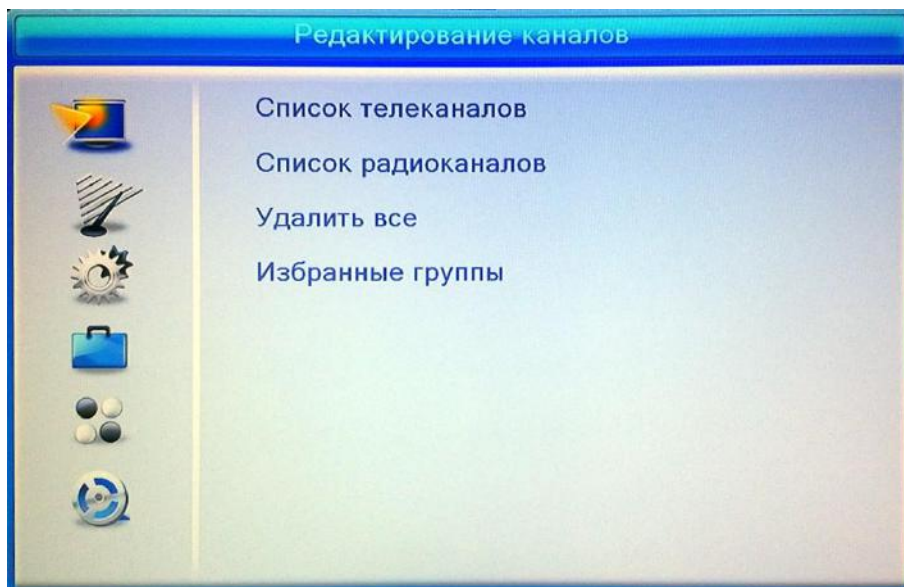 Редактирование каналов
Список телеканалов
Список радиоканалов
Удалить все
Избранные группы